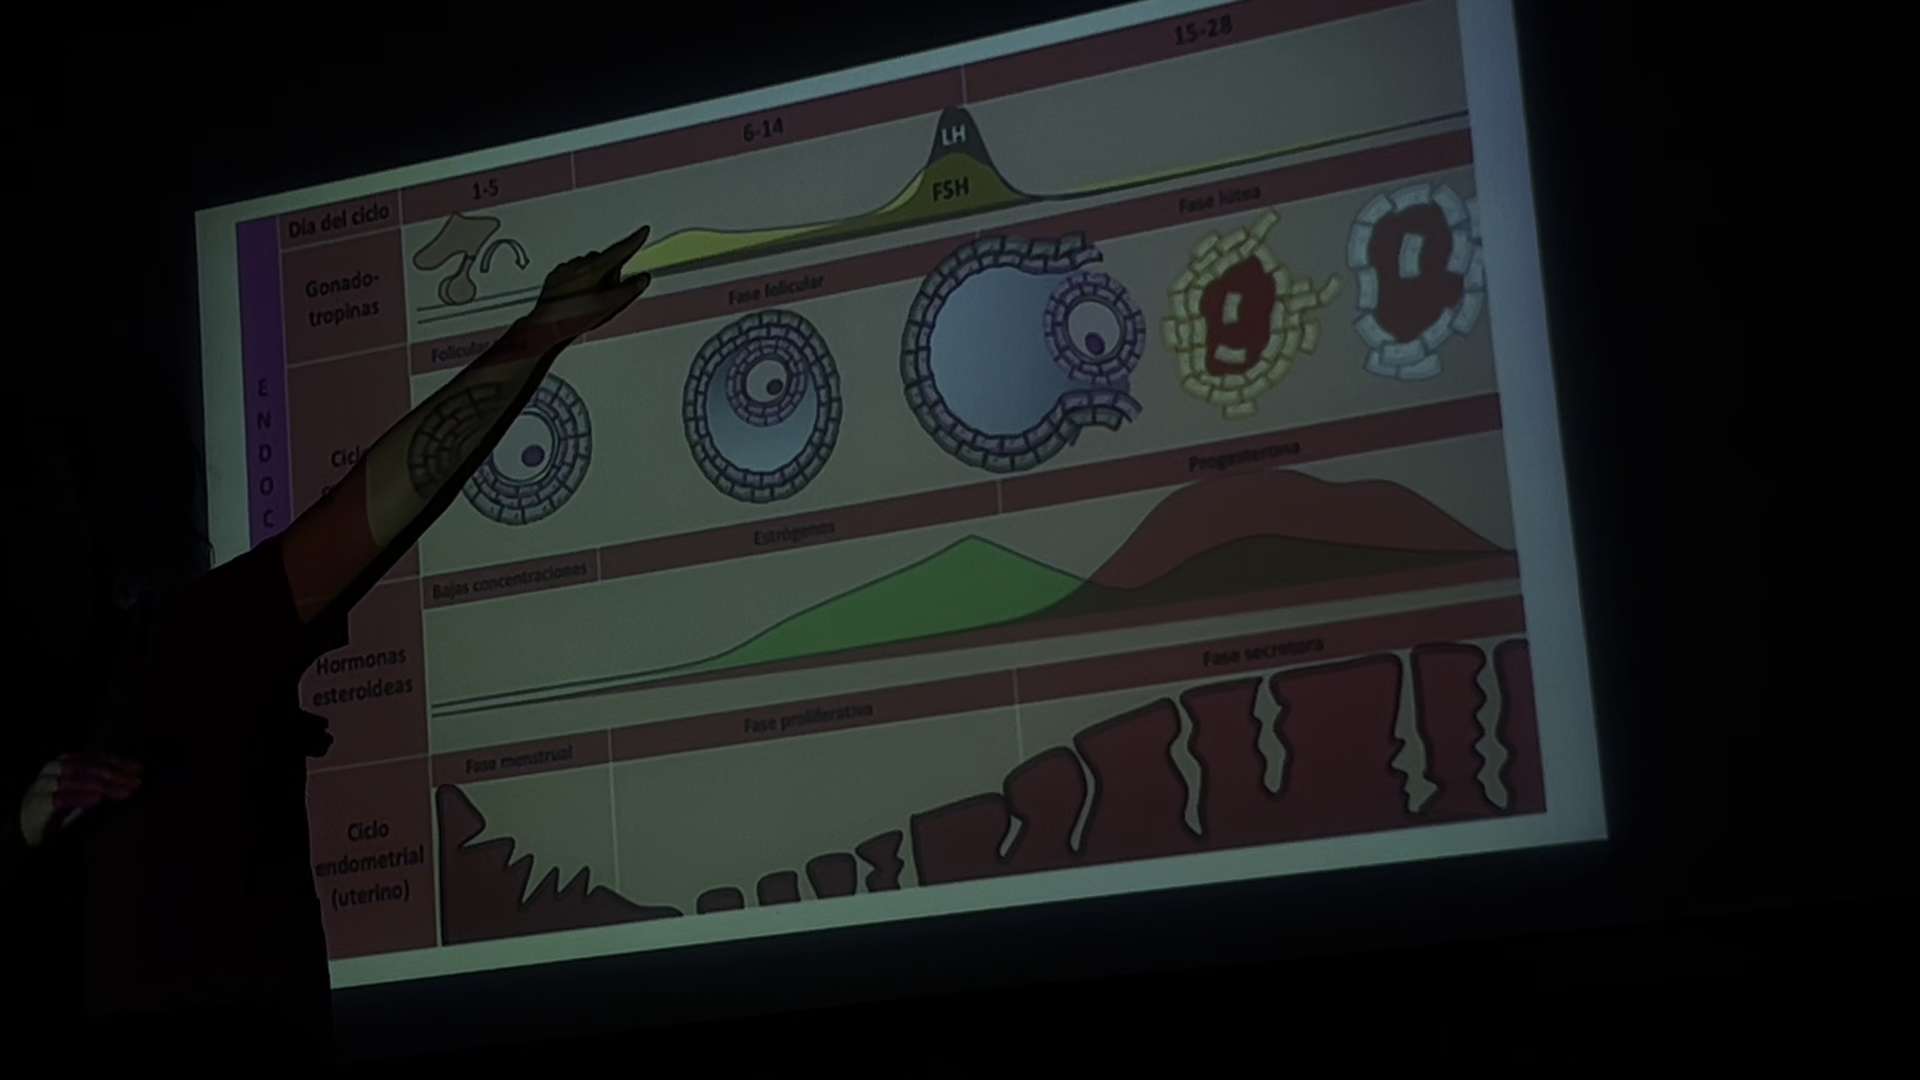 Día del ciclo
1-5
6-14
15-28
E
N
D
O
C
Gonado-
tropinas
LH
FSH
Folicular
Fase folicular
Fase lútea
Bajas concentraciones
Estrógenos
Progesterona
Hormonas
esteroideas
Fase menstrual
Fase proliferativa
Fase secretora
Ciclo
endometrial
(uterino)